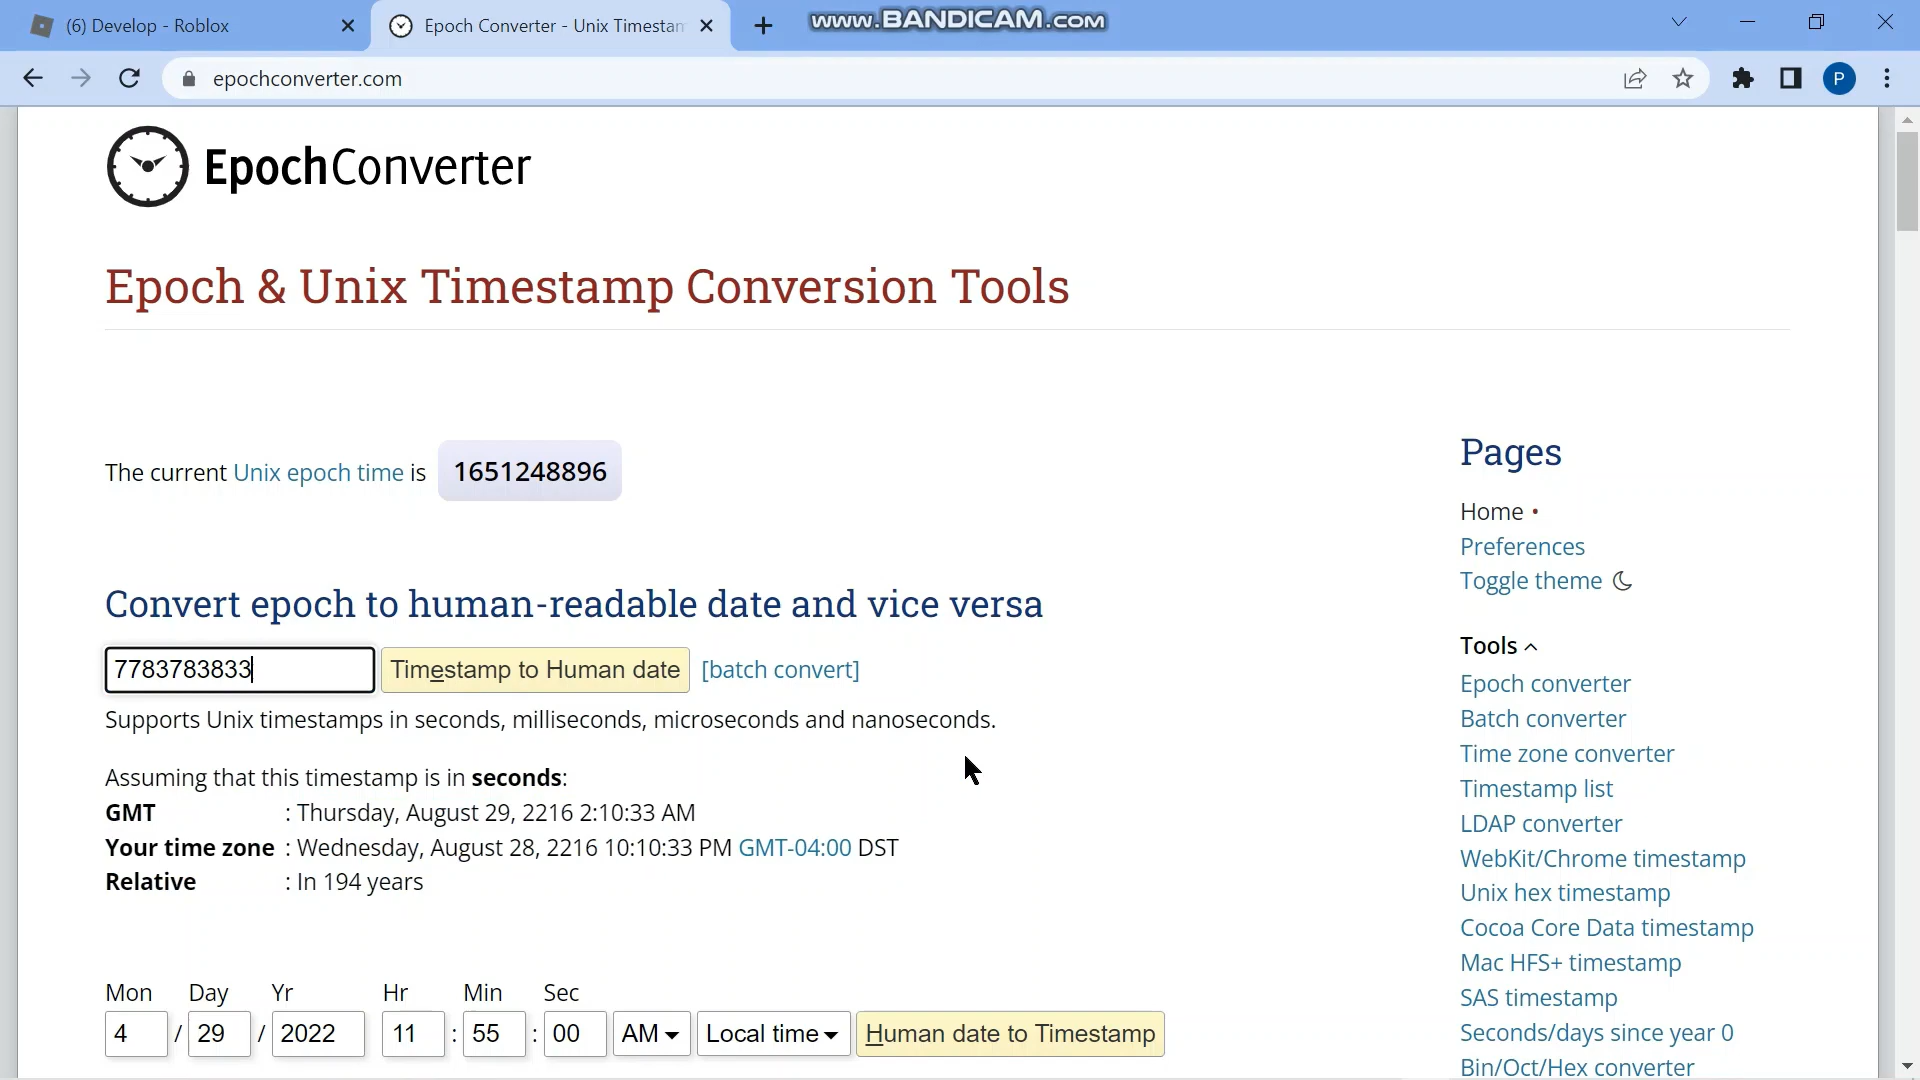 (6) Develop - Roblox
Epoch Converter - Unix Timestam
www.BANDICAM.com
epochconverter.com
P
EpochConverter
Epoch & Unix Timestamp Conversion Tools
The current Unix epoch time is 1651248896
Convert epoch to human-readable date and vice versa
7783783833 Timestamp to Human date [batch convert]
Supports Unix timestamps in seconds, milliseconds, microseconds and nanoseconds.
Assuming that this timestamp is in seconds:
GMT : Thursday, August 29, 2216 2:10:33 AM
Your time zone : Wednesday, August 28, 2216 10:10:33 PM GMT-04:00 DST
Relative : In 194 years
Mon Day Yr Hr Min Sec
4 / 29 / 2022 11 : 55 : 00 AM Local time Human date to Timestamp
Pages
Home •
Preferences
Toggle theme
Tools
Epoch converter
Batch converter
Time zone converter
Timestamp list
LDAP converter
WebKit/Chrome timestamp
Unix hex timestamp
Cocoa Core Data timestamp
Mac HFS+ timestamp
SAS timestamp
Seconds/days since year 0
Bin/Oct/Hex converter